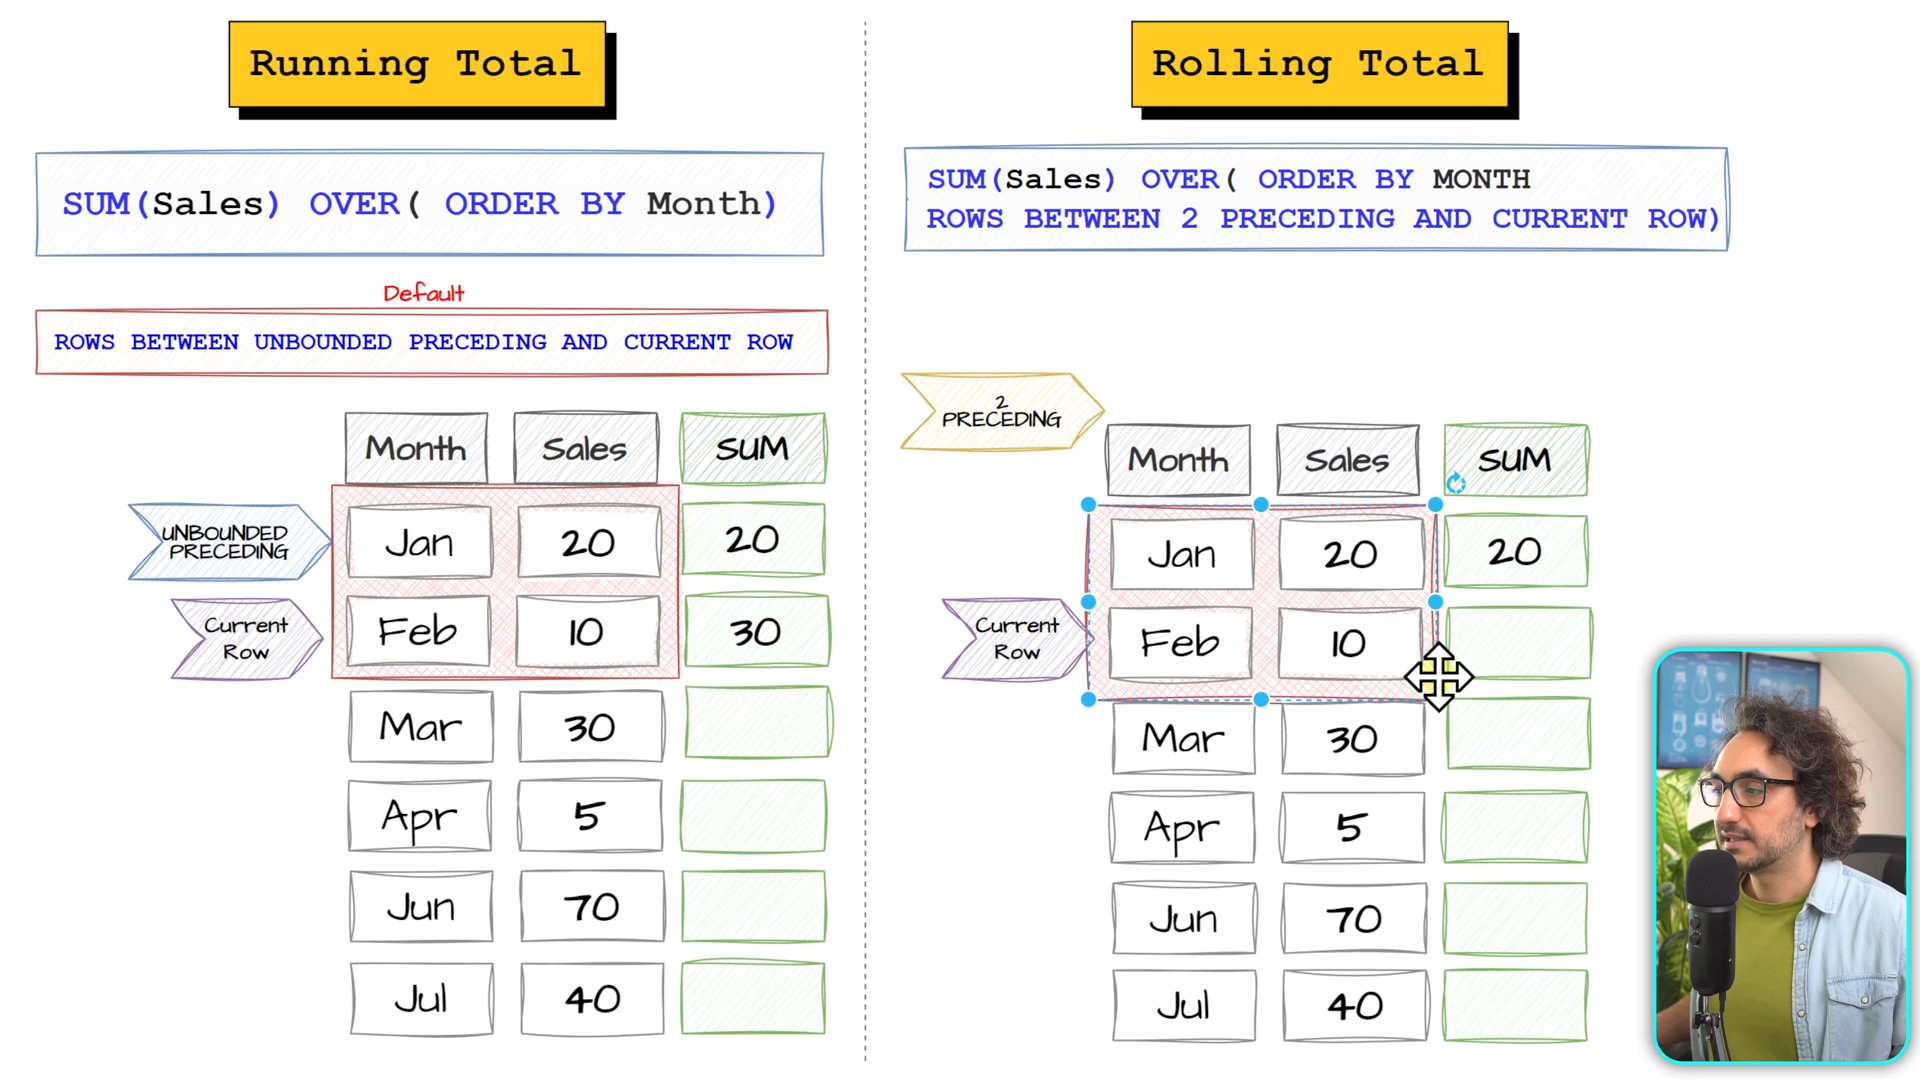 Running Total
SUM(Sales) OVER( ORDER BY Month)
Default
ROWS BETWEEN UNBOUNDED PRECEDING AND CURRENT ROW
Month Sales SUM
UNBOUNDED
PRECEDING
Jan 20 20
Current
Row
Feb 10 30
Mar 30
Apr 5
Jun 70
Jul 40
Rolling Total
SUM(Sales) OVER( ORDER BY MONTH
ROWS BETWEEN 2 PRECEDING AND CURRENT ROW)
2
PRECEDING
Month Sales SUM
Jan 20 20
Current
Row
Feb 10
Mar 30
Apr 5
Jun 70
Jul 40